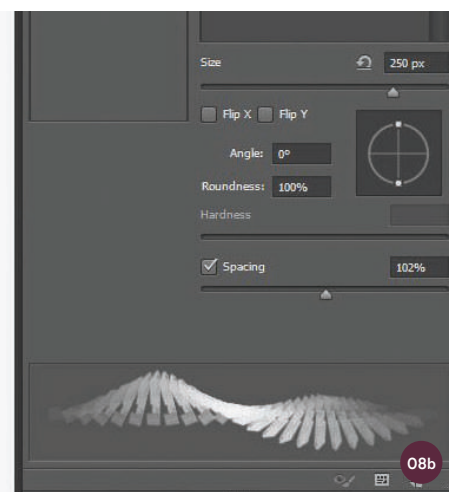 Size 250 px
Flip X Flip Y
Angle: 0°
Roundness: 100%
Hardness
Spacing 102%
08b